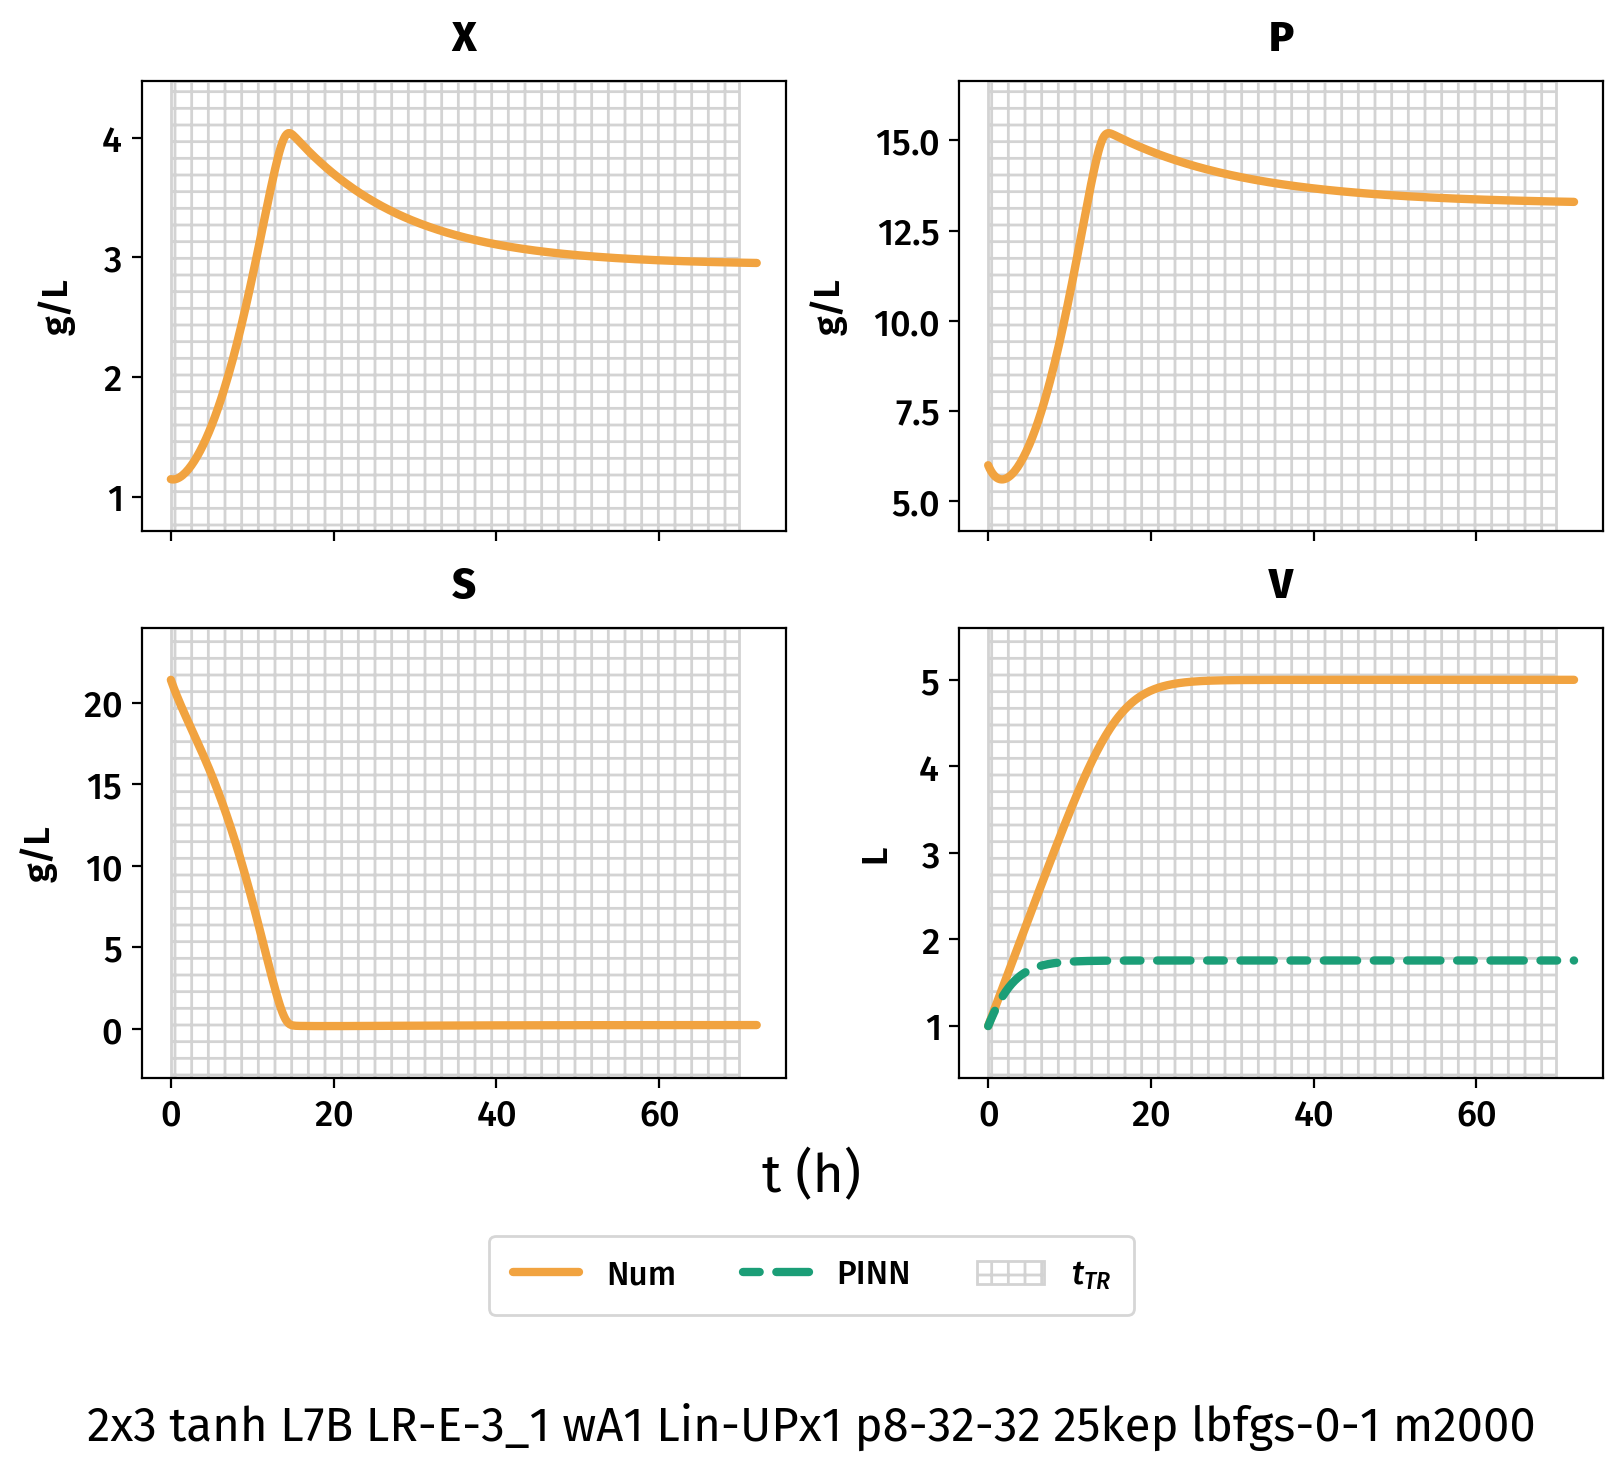 X
P
4
3
2
1
g/L
15.0
12.5
10.0
7.5
5.0
g/L
S
V
20
15
10
5
0
g/L
5
4
3
2
1
L
0 20 40 60
0 20 40 60
t (h)
Num PINN t_TR
2x3 tanh L7B LR-E-3_1 wA1 Lin-UPx1 p8-32-32 25kep lbfgs-0-1 m2000